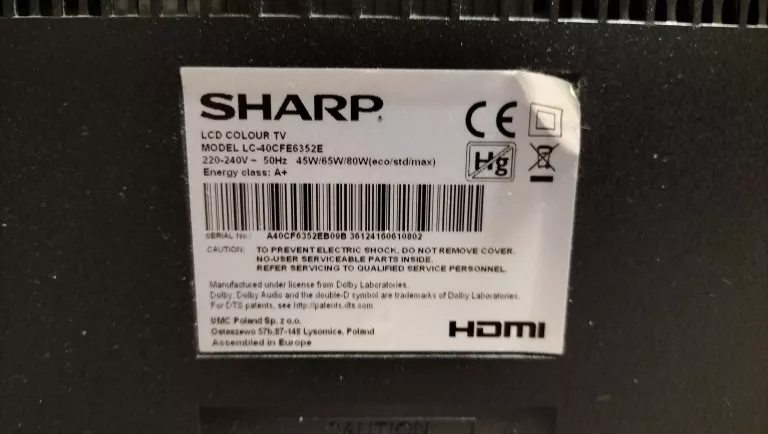 SHARP
LCD COLOUR TV
MODEL LC-40CFE6352E
220-240V ~ 50Hz 45W/65W/80W(eco/std/max)
Energy class: A+
CE
Hg
SERIAL No.: A40CF6352EB09B 36124160610802
CAUTION: TO PREVENT ELECTRIC SHOCK, DO NOT REMOVE COVER.
NO-USER SERVICEABLE PARTS INSIDE.
REFER SERVICING TO QUALIFIED SERVICE PERSONNEL.
Manufactured under license from Dolby Laboratories.
Dolby, Dolby Audio and the double-D symbol are trademarks of Dolby Laboratories.
For DTS patents, see http://patents.dts.com
UMC Poland Sp. z o.o.
Ostaszewo 57b,87-148 Lysomice, Poland
Assembled in Europe
HDMI
CAUTION